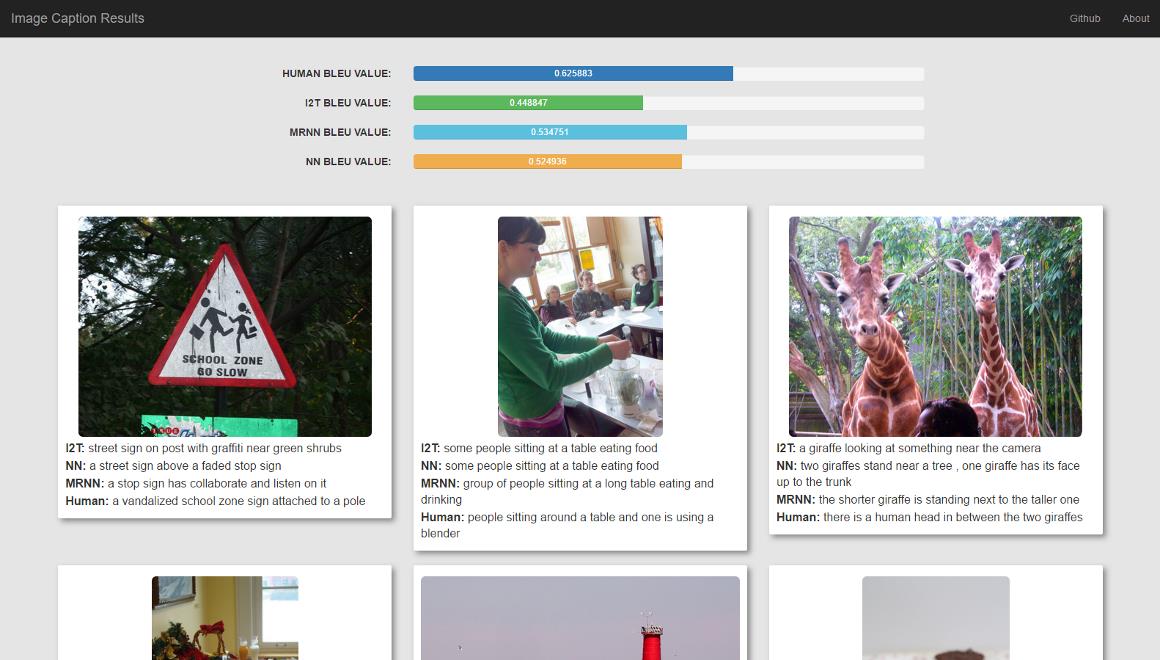 Image Caption Results
Github
About
HUMAN BLEU VALUE:
0.625883
I2T BLEU VALUE:
0.448847
MRNN BLEU VALUE:
0.534751
NN BLEU VALUE:
0.524936
SCHOOL ZONE
GO SLOW
I2T: street sign on post with graffiti near green shrubs
NN: a street sign above a faded stop sign
MRNN: a stop sign has collaborate and listen on it
Human: a vandalized school zone sign attached to a pole
I2T: some people sitting at a table eating food
NN: some people sitting at a table eating food
MRNN: group of people sitting at a long table eating and
drinking
Human: people sitting around a table and one is using a
blender
I2T: a giraffe looking at something near the camera
NN: two giraffes stand near a tree , one giraffe has its face
up to the trunk
MRNN: the shorter giraffe is standing next to the taller one
Human: there is a human head in between the two giraffes